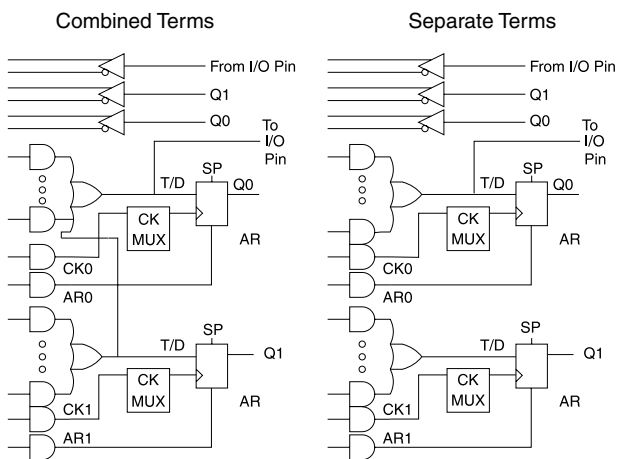 Combined Terms
From I/O Pin
Q1
Q0
To
I/O
Pin
SP
T/D
Q0
CK
MUX
CK0
AR
AR0
SP
T/D
Q1
CK
MUX
CK1
AR
AR1
Separate Terms
From I/O Pin
Q1
Q0
To
I/O
Pin
SP
T/D
Q0
CK
MUX
CK0
AR
AR0
SP
T/D
Q1
CK
MUX
CK1
AR
AR1